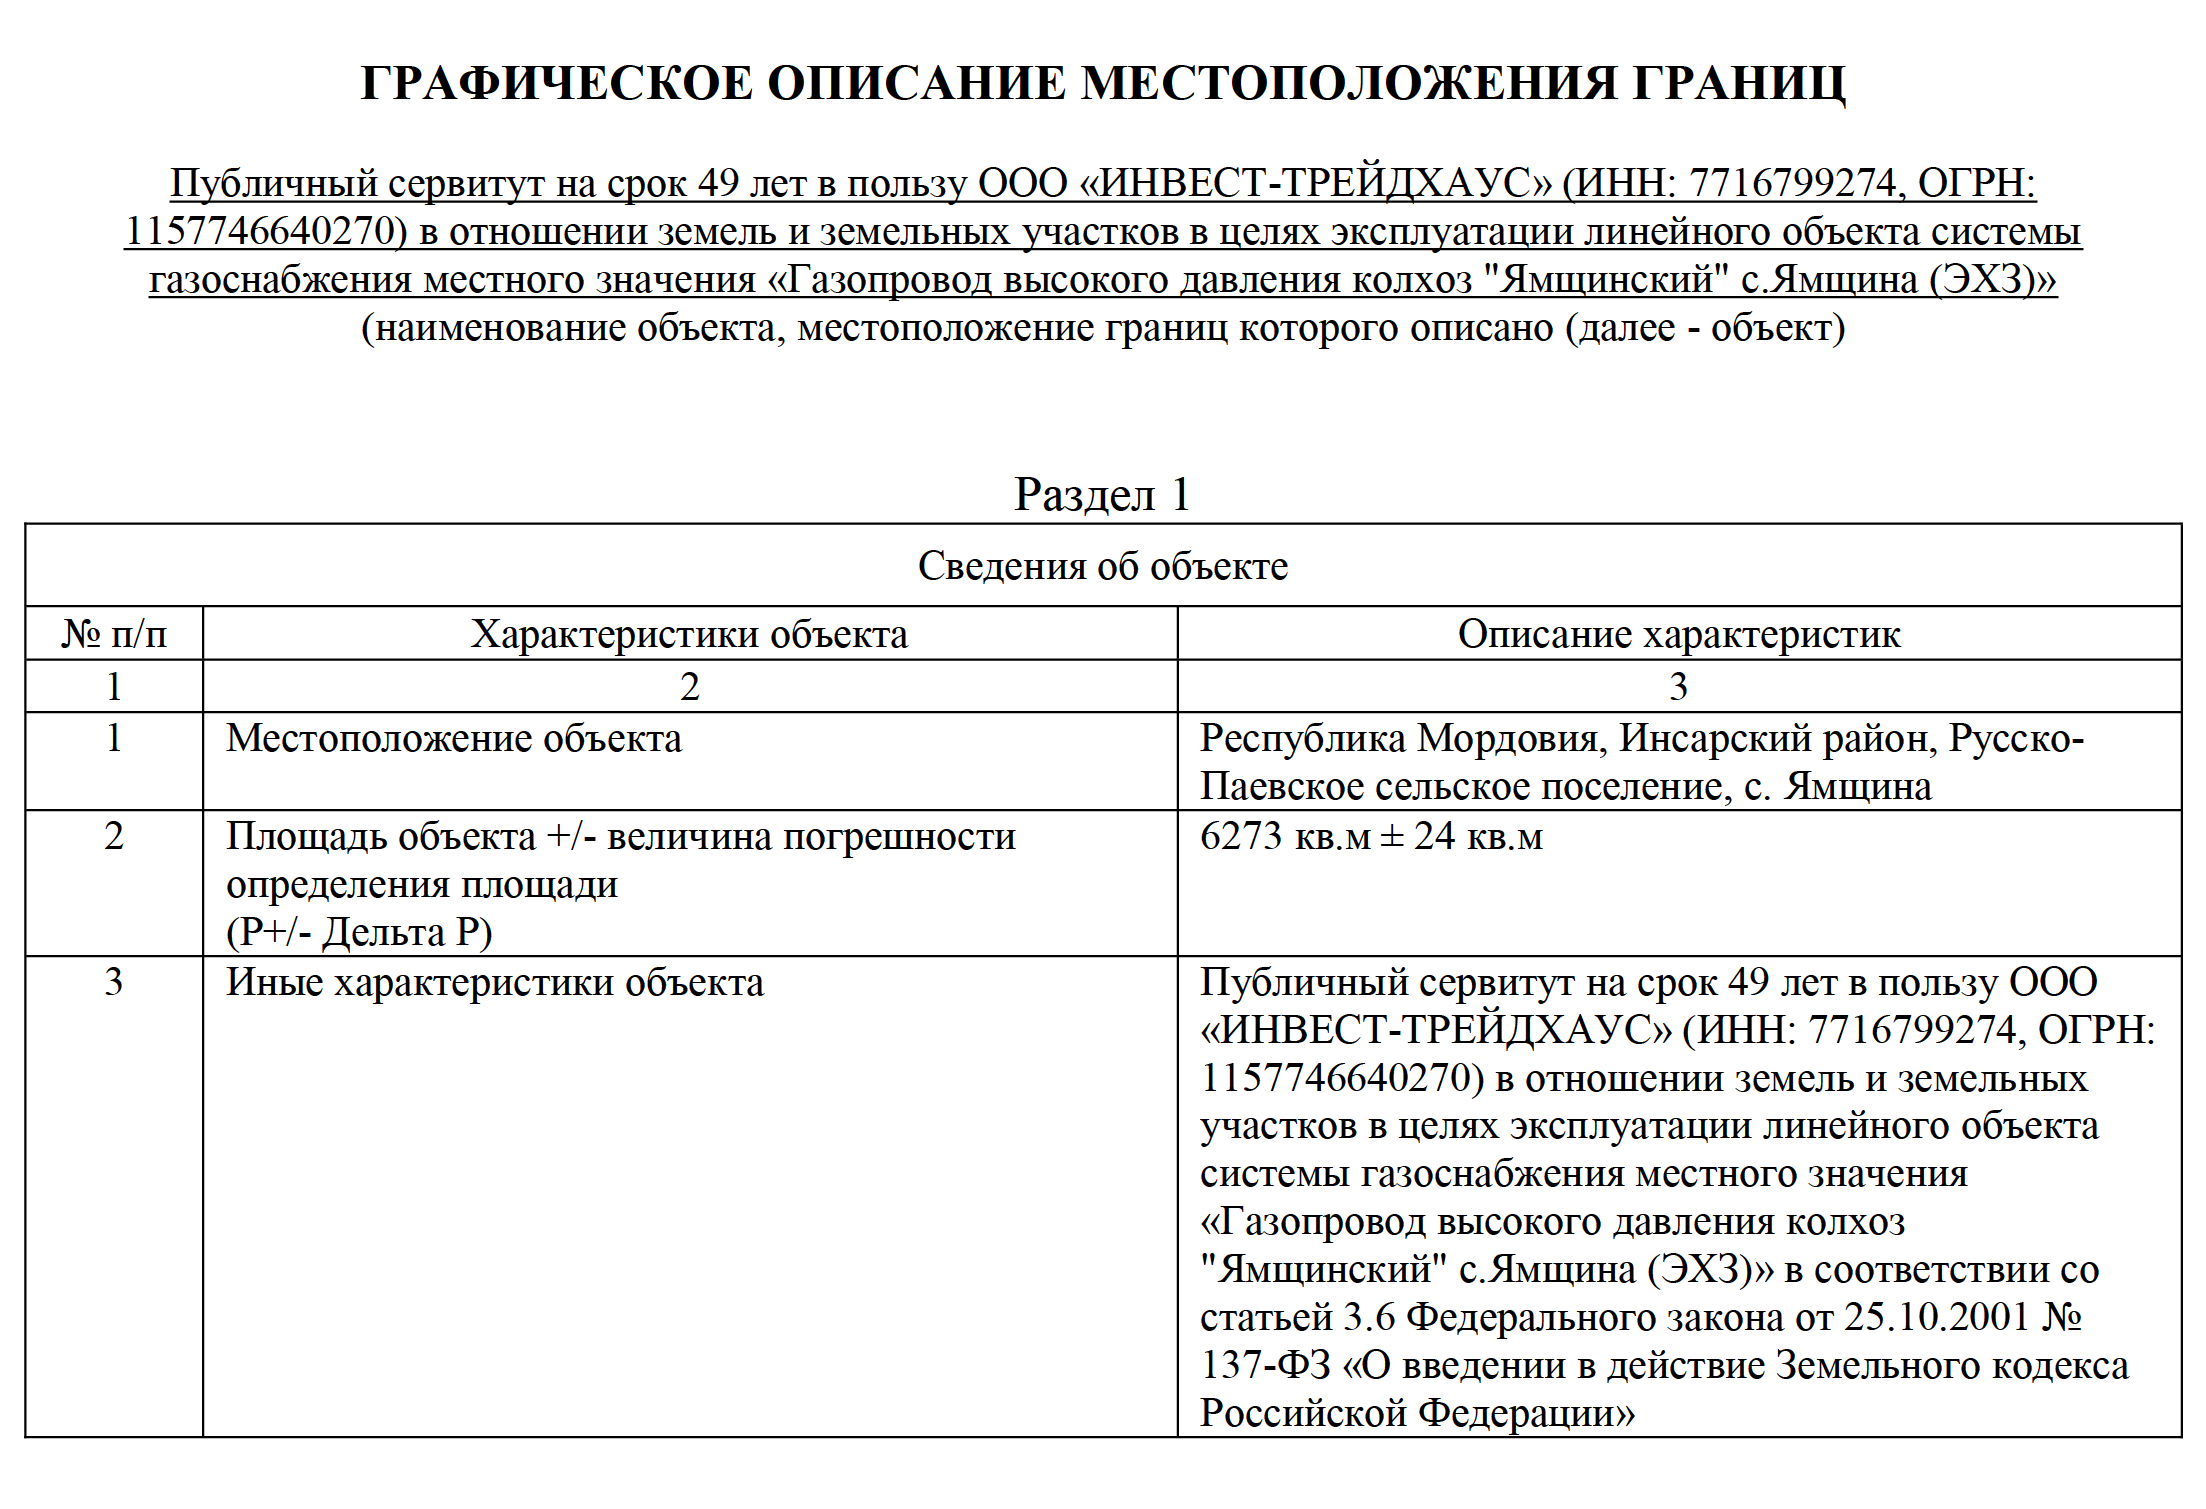 ГРАФИЧЕСКОЕ ОПИСАНИЕ МЕСТОПОЛОЖЕНИЯ ГРАНИЦ
Публичный сервитут на срок 49 лет в пользу ООО «ИНВЕСТ-ТРЕЙДХАУС» (ИНН: 7716799274, ОГРН:
1157746640270) в отношении земель и земельных участков в целях эксплуатации линейного объекта системы
газоснабжения местного значения «Газопровод высокого давления колхоз "Ямщинский" с.Ямщина (ЭХЗ)»
(наименование объекта, местоположение границ которого описано (далее - объект)
Раздел 1
Сведения об объекте
№ п/п Характеристики объекта Описание характеристик
1 2 3
1 Местоположение объекта Республика Мордовия, Инсарский район, Русско-
Паевское сельское поселение, с. Ямщина
2 Площадь объекта +/- величина погрешности 6273 кв.м ± 24 кв.м
определения площади
(Р+/- Дельта Р)
3 Иные характеристики объекта Публичный сервитут на срок 49 лет в пользу ООО
«ИНВЕСТ-ТРЕЙДХАУС» (ИНН: 7716799274, ОГРН:
1157746640270) в отношении земель и земельных
участков в целях эксплуатации линейного объекта
системы газоснабжения местного значения
«Газопровод высокого давления колхоз
"Ямщинский" с.Ямщина (ЭХЗ)» в соответствии со
статьей 3.6 Федерального закона от 25.10.2001 №
137-ФЗ «О введении в действие Земельного кодекса
Российской Федерации»